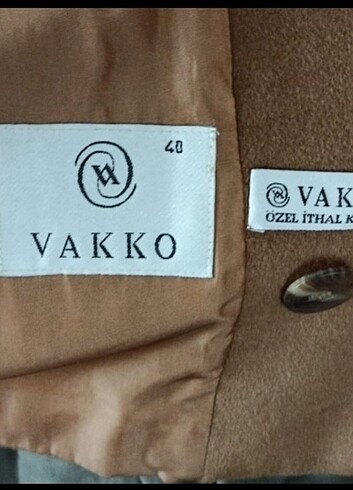 40
VAKKO
VAK
ÖZEL İTHAL K